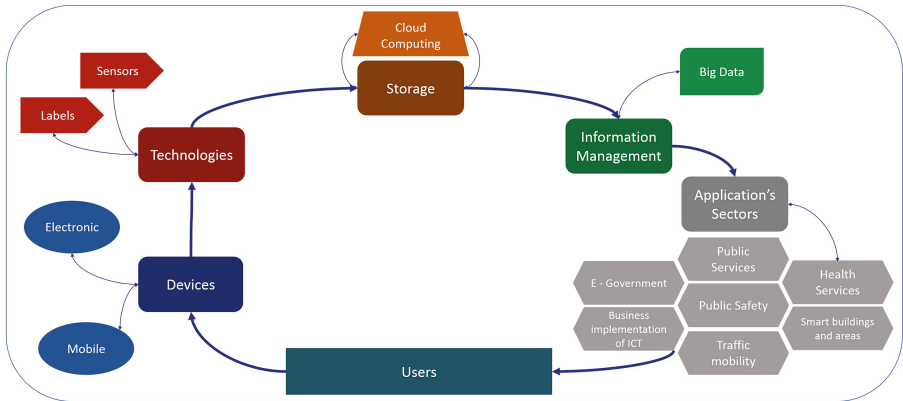 Cloud
Computing
Sensors
Big Data
Storage
Labels
Information
Management
Technologies
Application's
Sectors
Electronic
Public
Services
Health
Services
E - Government
Devices
Public Safety
Business
implementation
of ICT
Smart buildings
and areas
Mobile
Traffic
mobility
Users